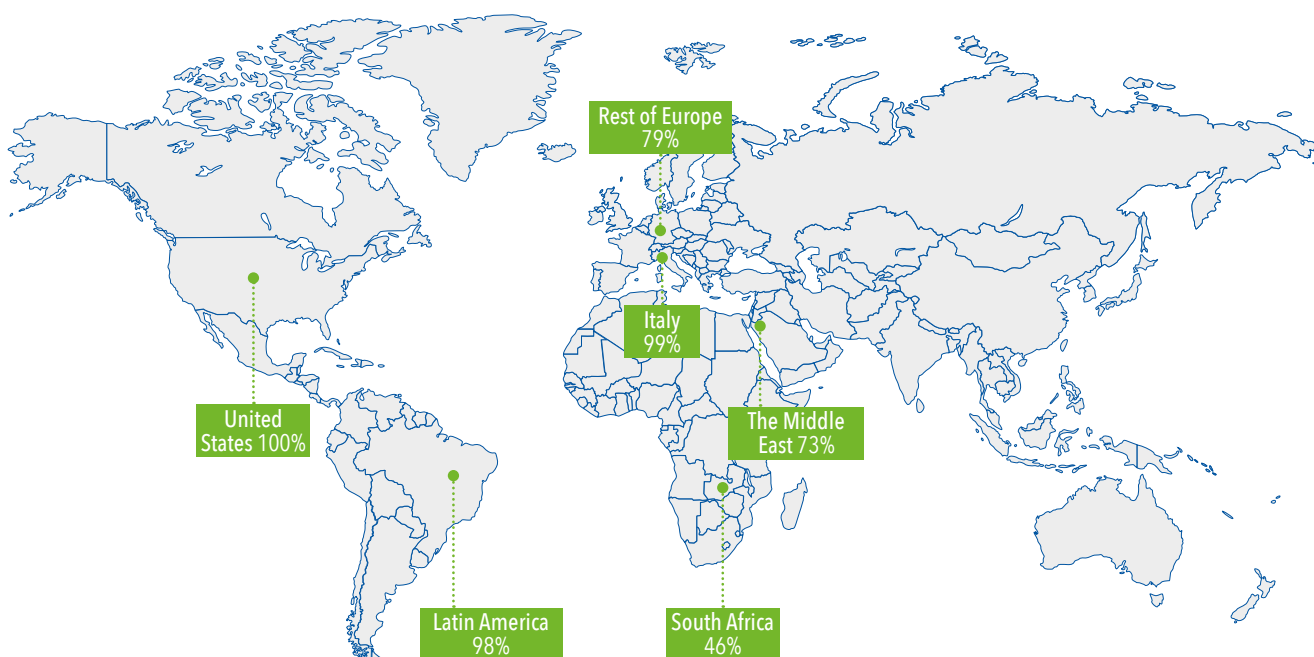 Rest of Europe
79%
Italy
99%
United
States 100%
The Middle
East 73%
Latin America
98%
South Africa
46%